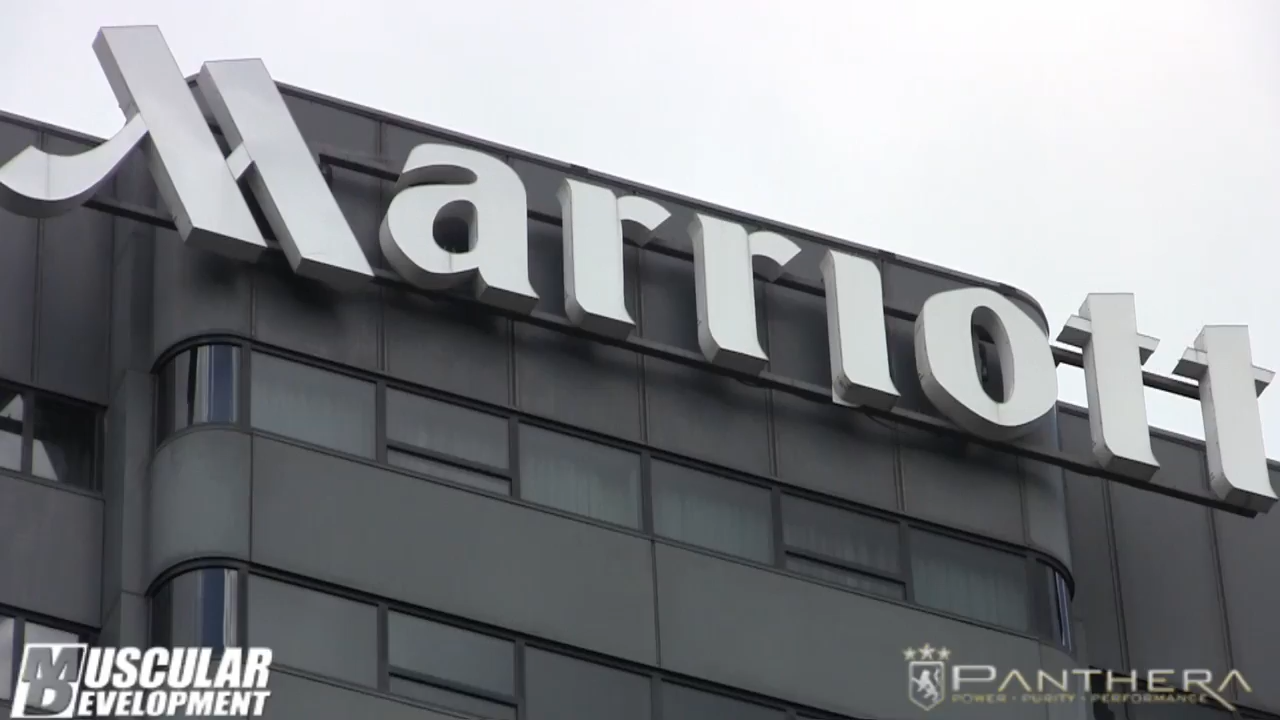 Marriott
MUSCULAR
DEVELOPMENT
PANTHERA
POWER · PURITY · PERFORMANCE